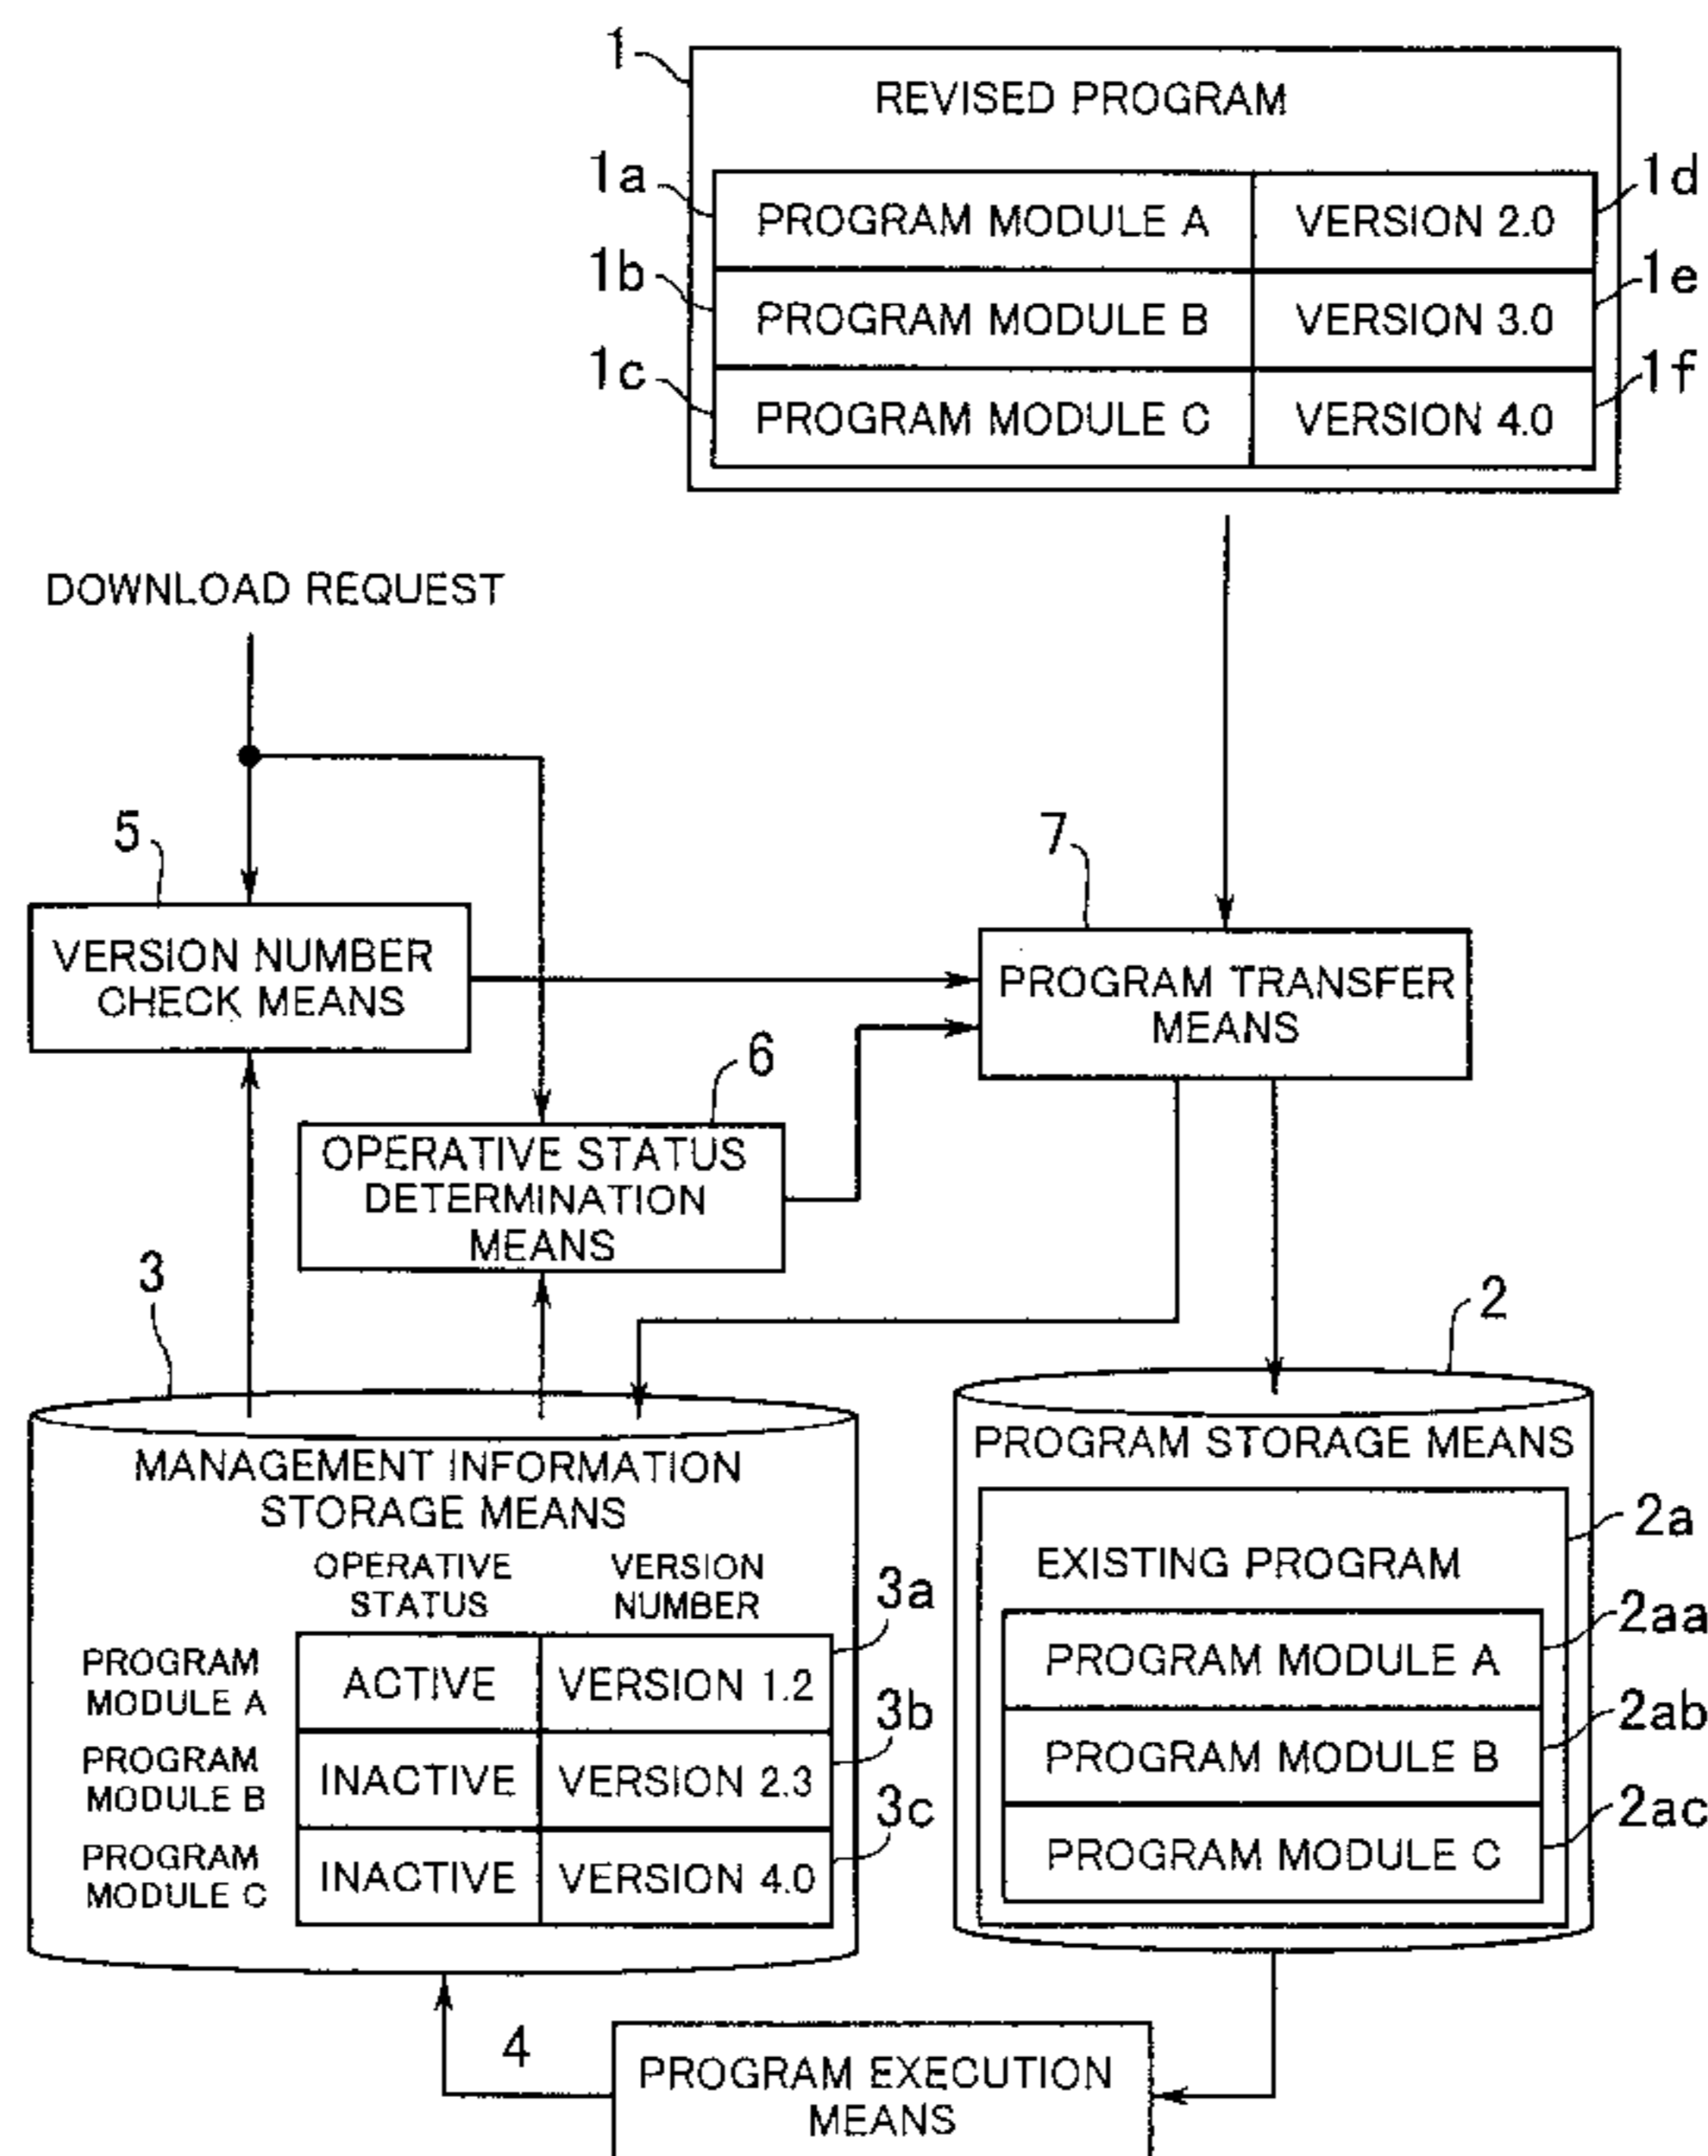 1
REVISED PROGRAM
1a
PROGRAM MODULE A
VERSION 2.0
1d
1b
PROGRAM MODULE B
VERSION 3.0
1e
1c
PROGRAM MODULE C
VERSION 4.0
1f
DOWNLOAD REQUEST
5
VERSION NUMBER
CHECK MEANS
7
PROGRAM TRANSFER
MEANS
6
OPERATIVE STATUS
DETERMINATION
MEANS
3
MANAGEMENT INFORMATION
STORAGE MEANS
OPERATIVE
STATUS
VERSION
NUMBER
3a
PROGRAM
MODULE A
ACTIVE
VERSION 1.2
3b
PROGRAM
MODULE B
INACTIVE
VERSION 2.3
3c
PROGRAM
MODULE C
INACTIVE
VERSION 4.0
2
PROGRAM STORAGE MEANS
2a
EXISTING PROGRAM
2aa
PROGRAM MODULE A
2ab
PROGRAM MODULE B
2ac
PROGRAM MODULE C
4
PROGRAM EXECUTION
MEANS